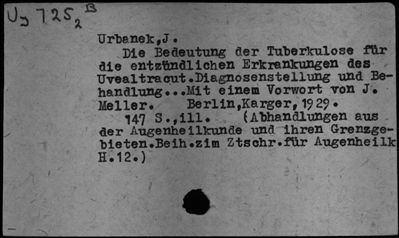 Uy 725₂ B
Urbanek,J.
Die Bedeutung der Tuberkulose für
die entzündlichen Erkrankungen des
Uvealtract.Diagnosenstellung und Be-
handlung...Mit einem Vorwort von J.
Meller. Berlin,Karger,1929.
147 S.,ill. (Abhandlungen aus
der Augenheilkunde und ihren Grenzge-
bieten.Beih.zim Ztschr.für Augenheilk
H.12.)